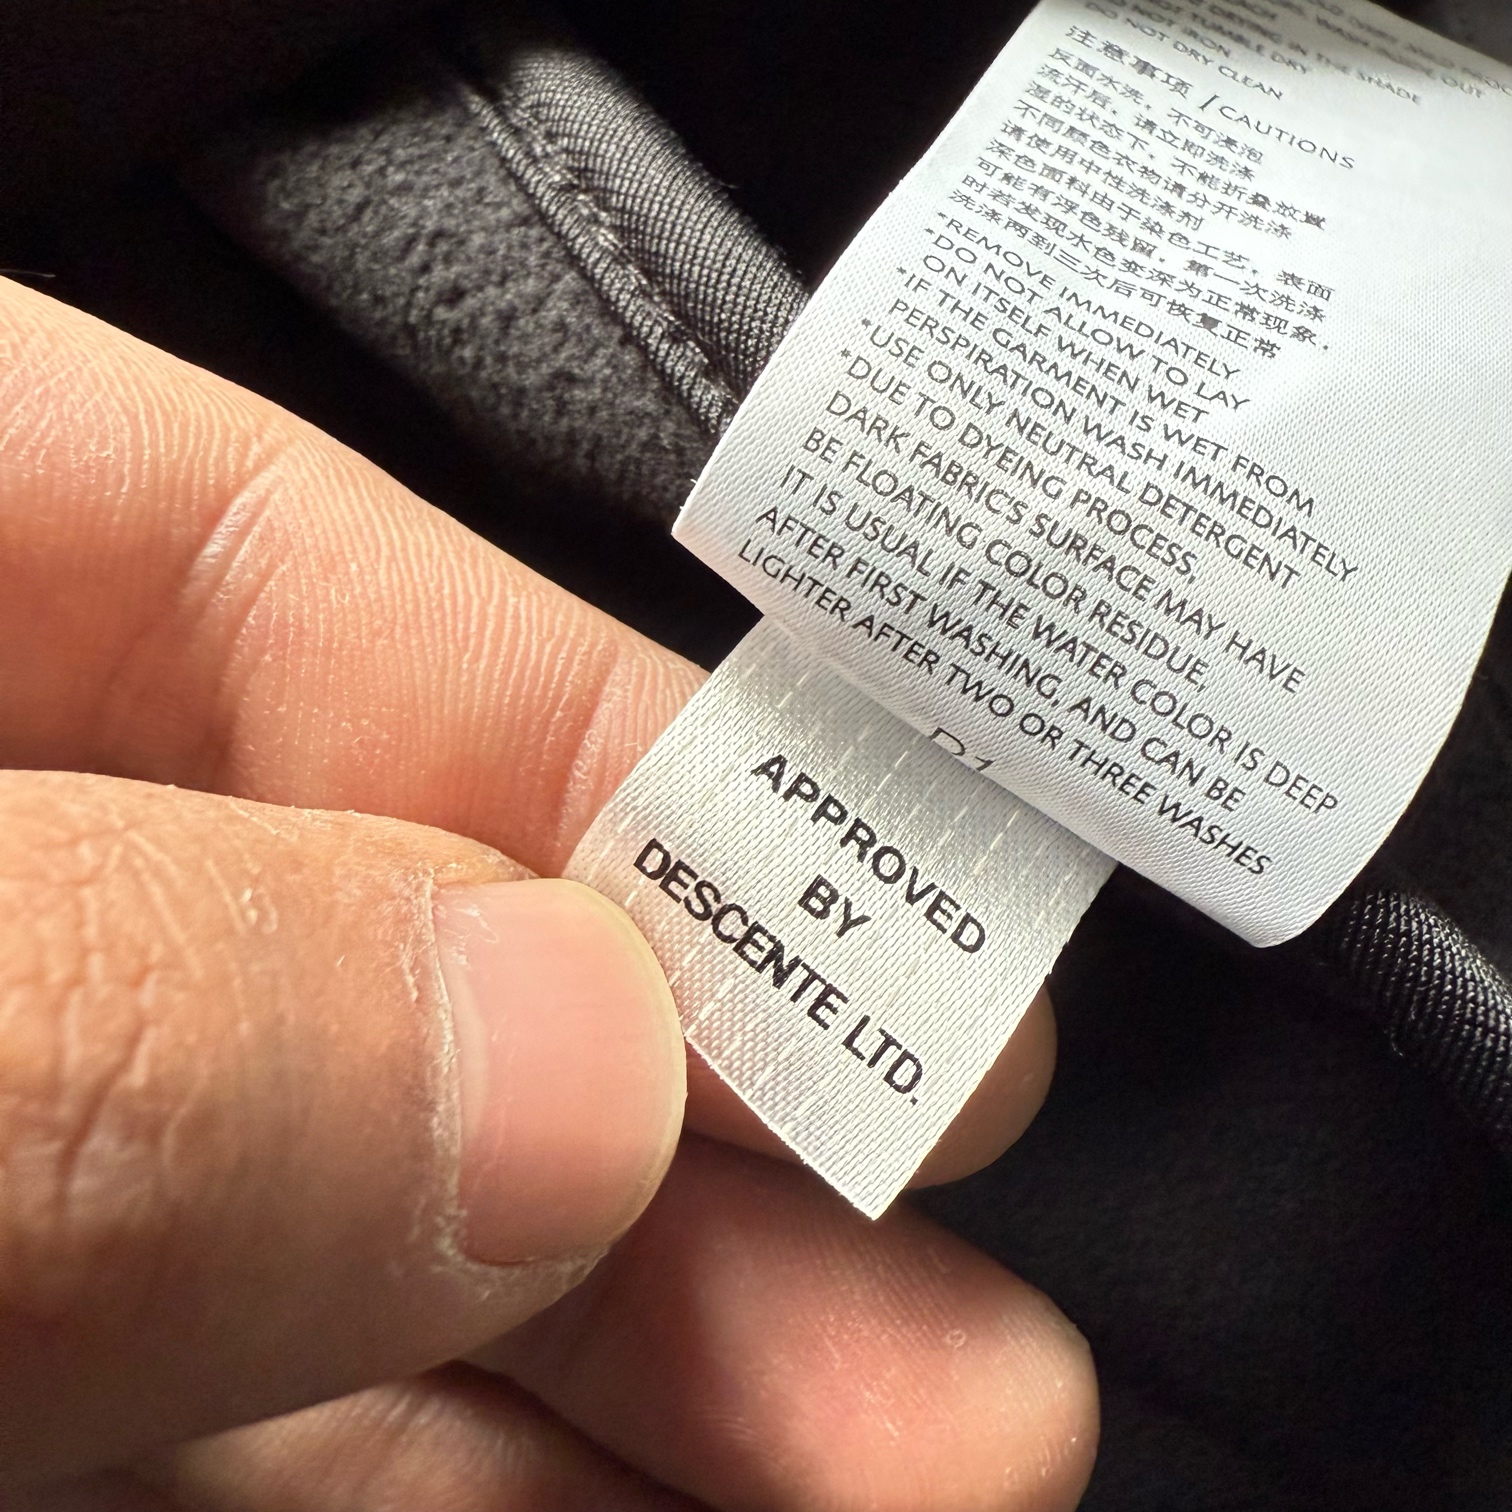 DO NOT TUMBLE DRY
DO NOT IRON
DO NOT DRY CLEAN
注意事项 /CAUTIONS
反面水洗，不可浸泡
流汗后，请立即洗涤
湿的状态下，不能折叠放置
不同颜色衣物请分开洗涤
请使用中性洗涤剂
深色面料由于染色工艺，表面
可能有浮色残留，第一次洗涤
时若发现水色变深为正常现象，
洗涤两到三次后可恢复正常
*REMOVE IMMEDIATELY
*DO NOT ALLOW TO LAY
ON ITSELF WHEN WET
*IF THE GARMENT IS WET FROM
PERSPIRATION WASH IMMEDIATELY
*USE ONLY NEUTRAL DETERGENT
*DUE TO DYEING PROCESS,
DARK FABRIC'S SURFACE MAY HAVE
BE FLOATING COLOR RESIDUE,
IT IS USUAL IF THE WATER COLOR IS DEEP
AFTER FIRST WASHING, AND CAN BE
LIGHTER AFTER TWO OR THREE WASHES
APPROVED
BY
DESCENTE LTD.